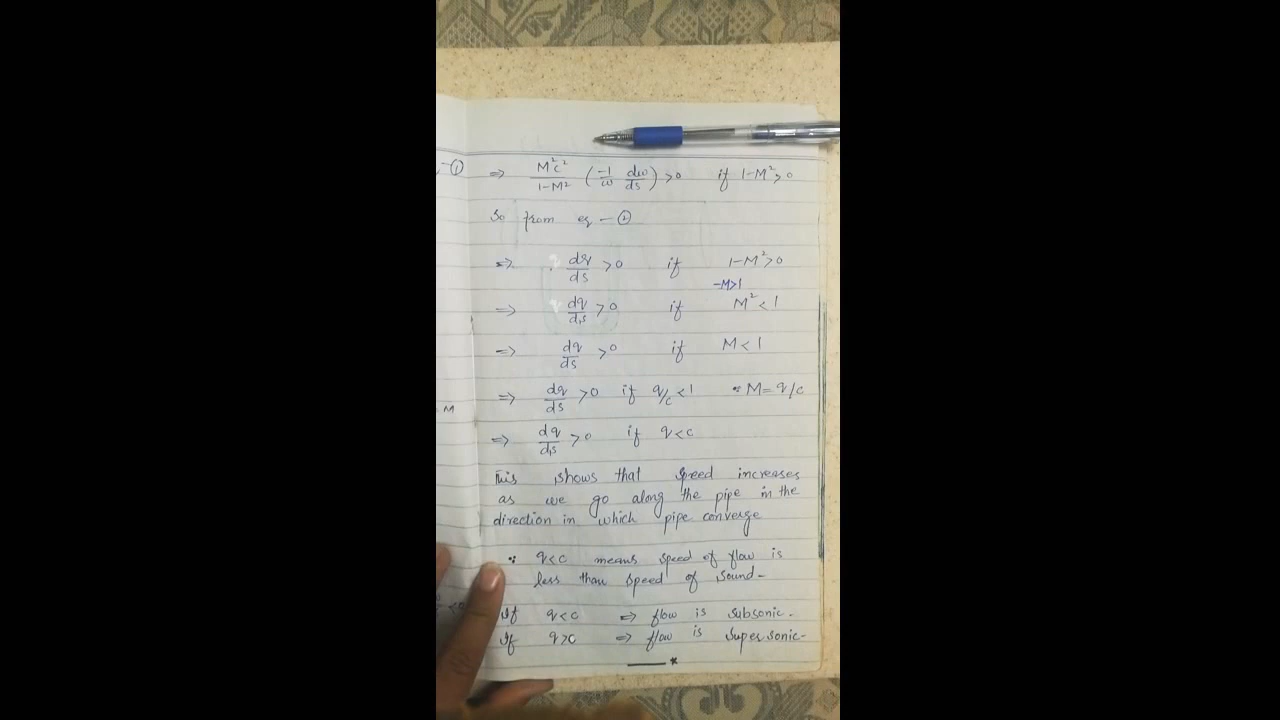 -①
⇒ M²c²/1-M² (-1/ω dω/ds) >0 if 1-M²>0
So from eq - ②
⇒ q dq/ds >0 if 1-M²>0
-M>1
⇒ q dq/ds >0 if M²<1
⇒ dq/ds >0 if M<1
⇒ dq/ds >0 if q/c <1 ∵ M= q/c
= M
⇒ dq/ds >0 if q<c
This shows that speed increases
as we go along the pipe in the
direction in which pipe converge
∵ q<c means speed of flow is
less than speed of sound-
If q<c ⇒ flow is subsonic-
If q>c ⇒ flow is supersonic-